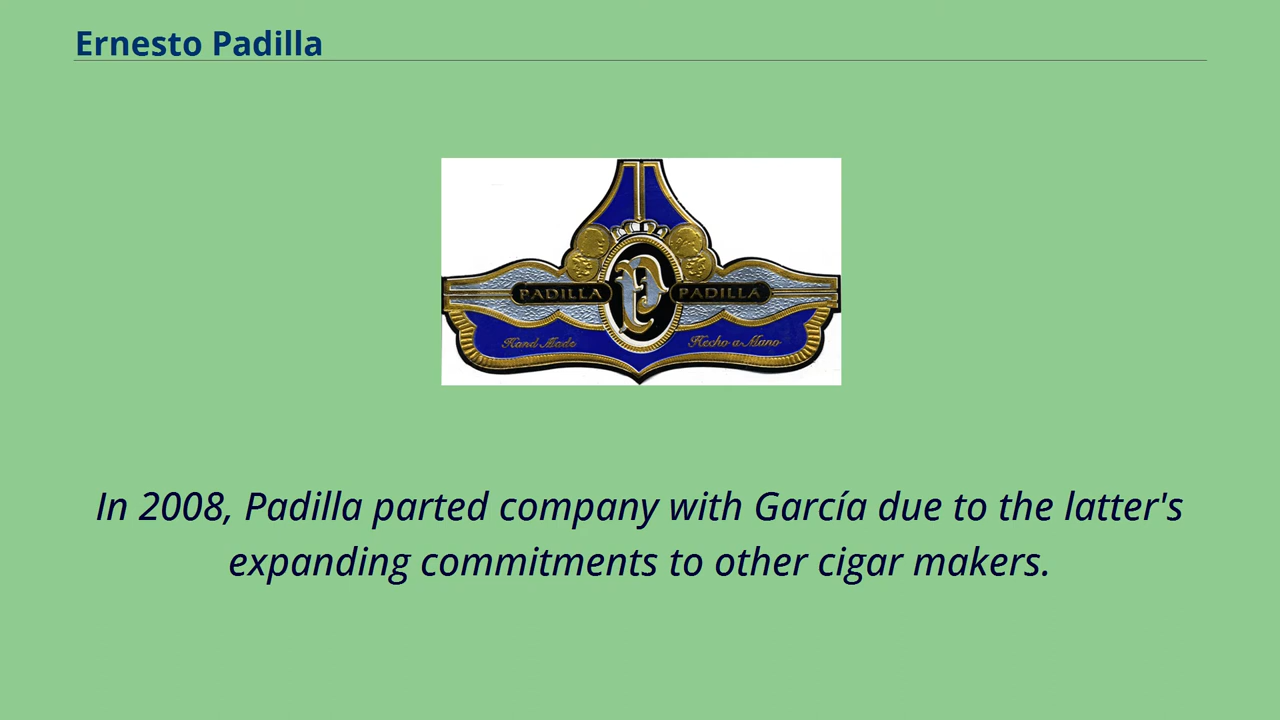 Ernesto Padilla
PADILLA PADILLA
P
Hand Made Hecho a Mano
In 2008, Padilla parted company with García due to the latter's
expanding commitments to other cigar makers.